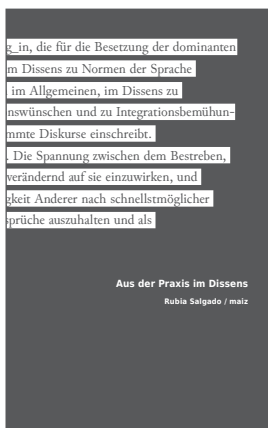 g_in, die für die Besetzung der dominanten
m Dissens zu Normen der Sprache
im Allgemeinen, im Dissens zu
nswünschen und zu Integrationsbemühun-
mmte Diskurse einschreibt.
. Die Spannung zwischen dem Bestreben,
verändernd auf sie einzuwirken, und
gkeit Anderer nach schnellstmöglicher
sprüche auszuhalten und als
Aus der Praxis im Dissens
Rubia Salgado / maiz